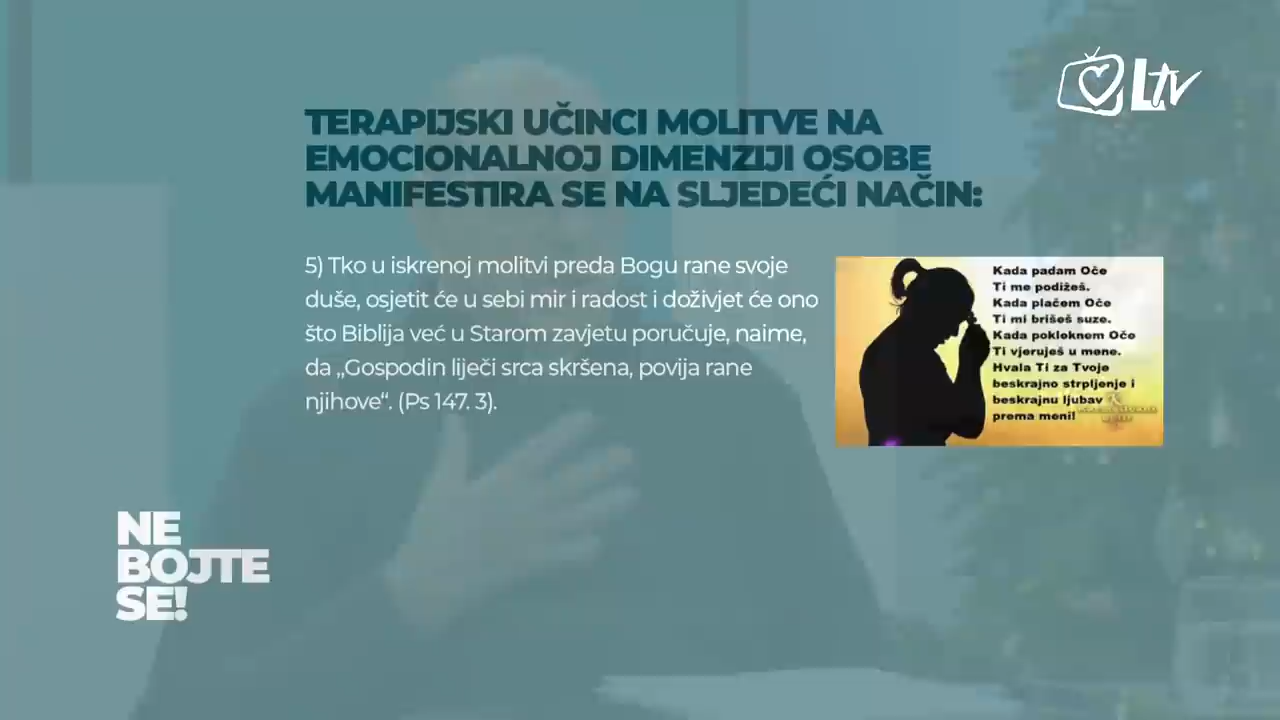 LTV
TERAPIJSKI UČINCI MOLITVE NA
EMOCIONALNOJ DIMENZIJI OSOBE
MANIFESTIRA SE NA SLJEDEĆI NAČIN:
5) Tko u iskrenoj molitvi preda Bogu rane svoje
duše, osjetit će u sebi mir i radost i doživjet će ono
što Biblija već u Starom zavjetu poručuje, naime,
da „Gospodin liječi srca skršena, povija rane
njihove“. (Ps 147. 3).
Kada padam Oče
Ti me podižeš.
Kada plačem Oče
Ti mi brišeš suze.
Kada pokleknem Oče
Ti vjeruješ u mene.
Hvala Ti za Tvoje
beskrajno strpljenje i
beskrajnu ljubav
prema meni!
NE
BOJTE
SE!